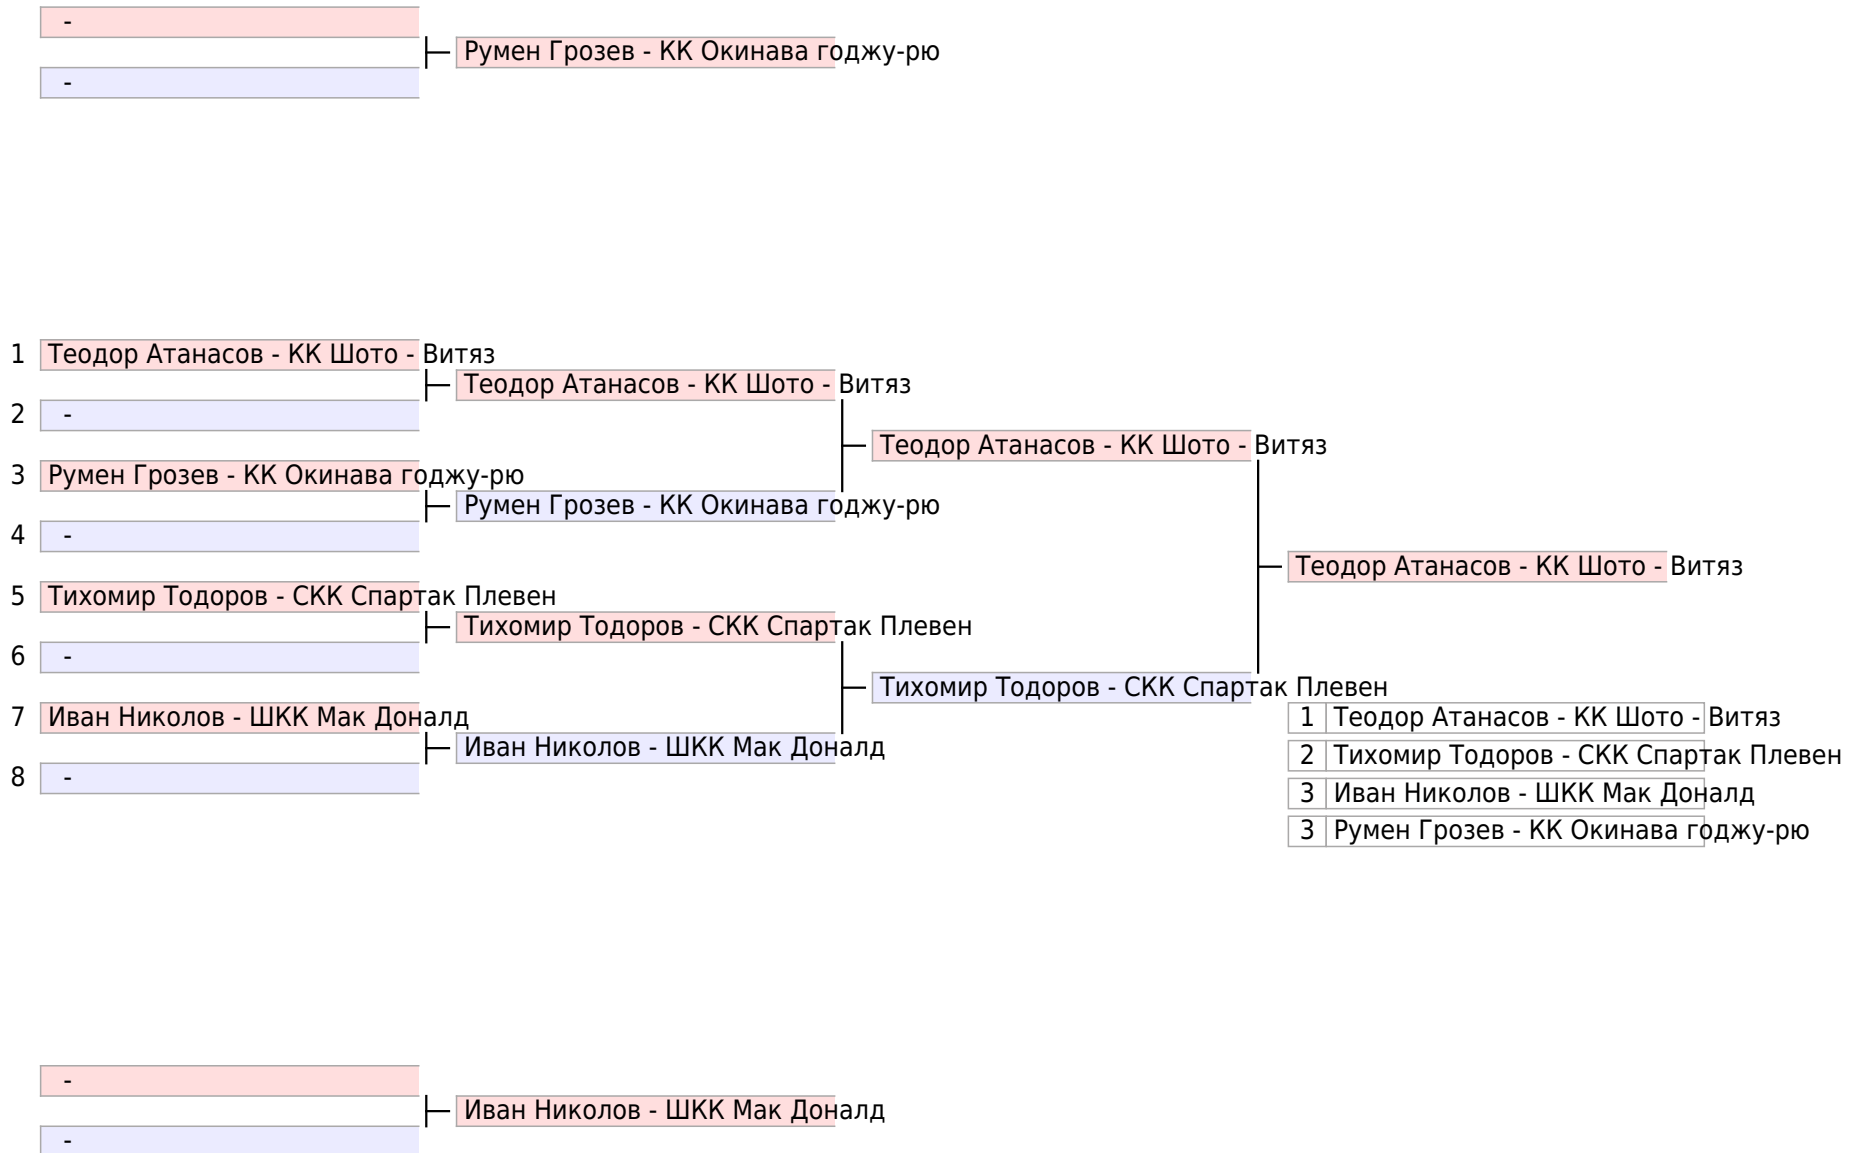 -
Румен Грозев - КК Окинава годжу-рю
-
1 Теодор Атанасов - КК Шото - Витяз
Теодор Атанасов - КК Шото - Витяз
2 -
Теодор Атанасов - КК Шото - Витяз
3 Румен Грозев - КК Окинава годжу-рю
Румен Грозев - КК Окинава годжу-рю
4 -
Теодор Атанасов - КК Шото - Витяз
5 Тихомир Тодоров - СКК Спартак Плевен
Тихомир Тодоров - СКК Спартак Плевен
6 -
Тихомир Тодоров - СКК Спартак Плевен
7 Иван Николов - ШКК Мак Доналд
1 Теодор Атанасов - КК Шото - Витяз
Иван Николов - ШКК Мак Доналд
2 Тихомир Тодоров - СКК Спартак Плевен
8 -
3 Иван Николов - ШКК Мак Доналд
3 Румен Грозев - КК Окинава годжу-рю
-
Иван Николов - ШКК Мак Доналд
-